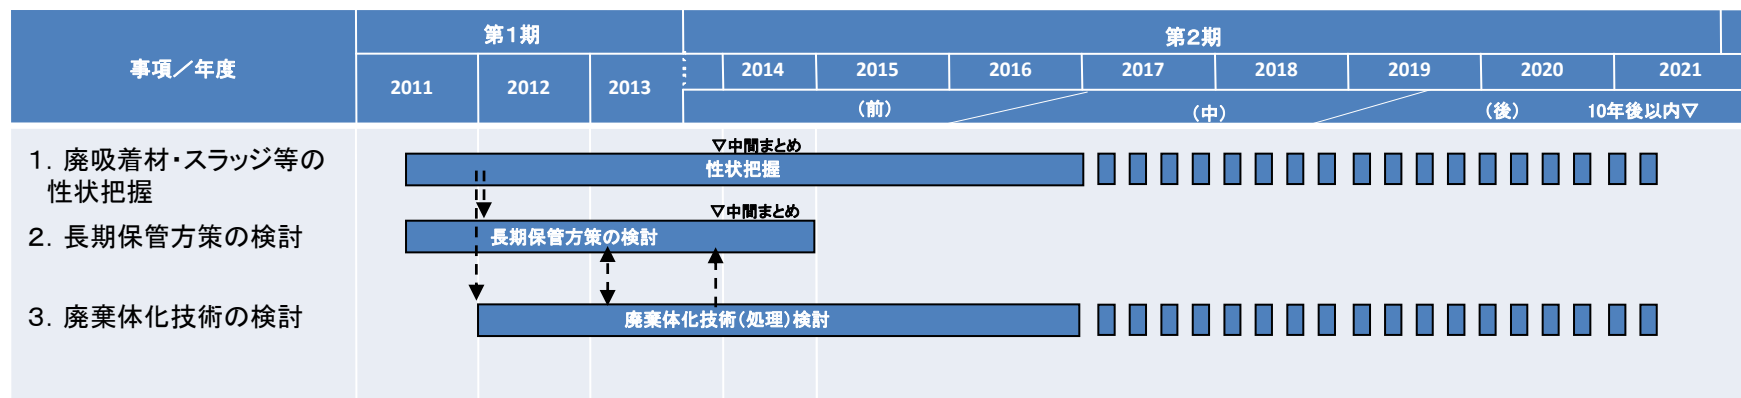 事項／年度
第１期
第２期
2011
2012
2013
2014
2015
2016
2017
2018
2019
2020
2021
（前）
（中）
（後）
10年後以内▽
１．廃吸着材・スラッジ等の
性状把握
▽中間まとめ
性状把握
２．長期保管方策の検討
▽中間まとめ
長期保管方策の検討
３．廃棄体化技術の検討
廃棄体化技術（処理）検討